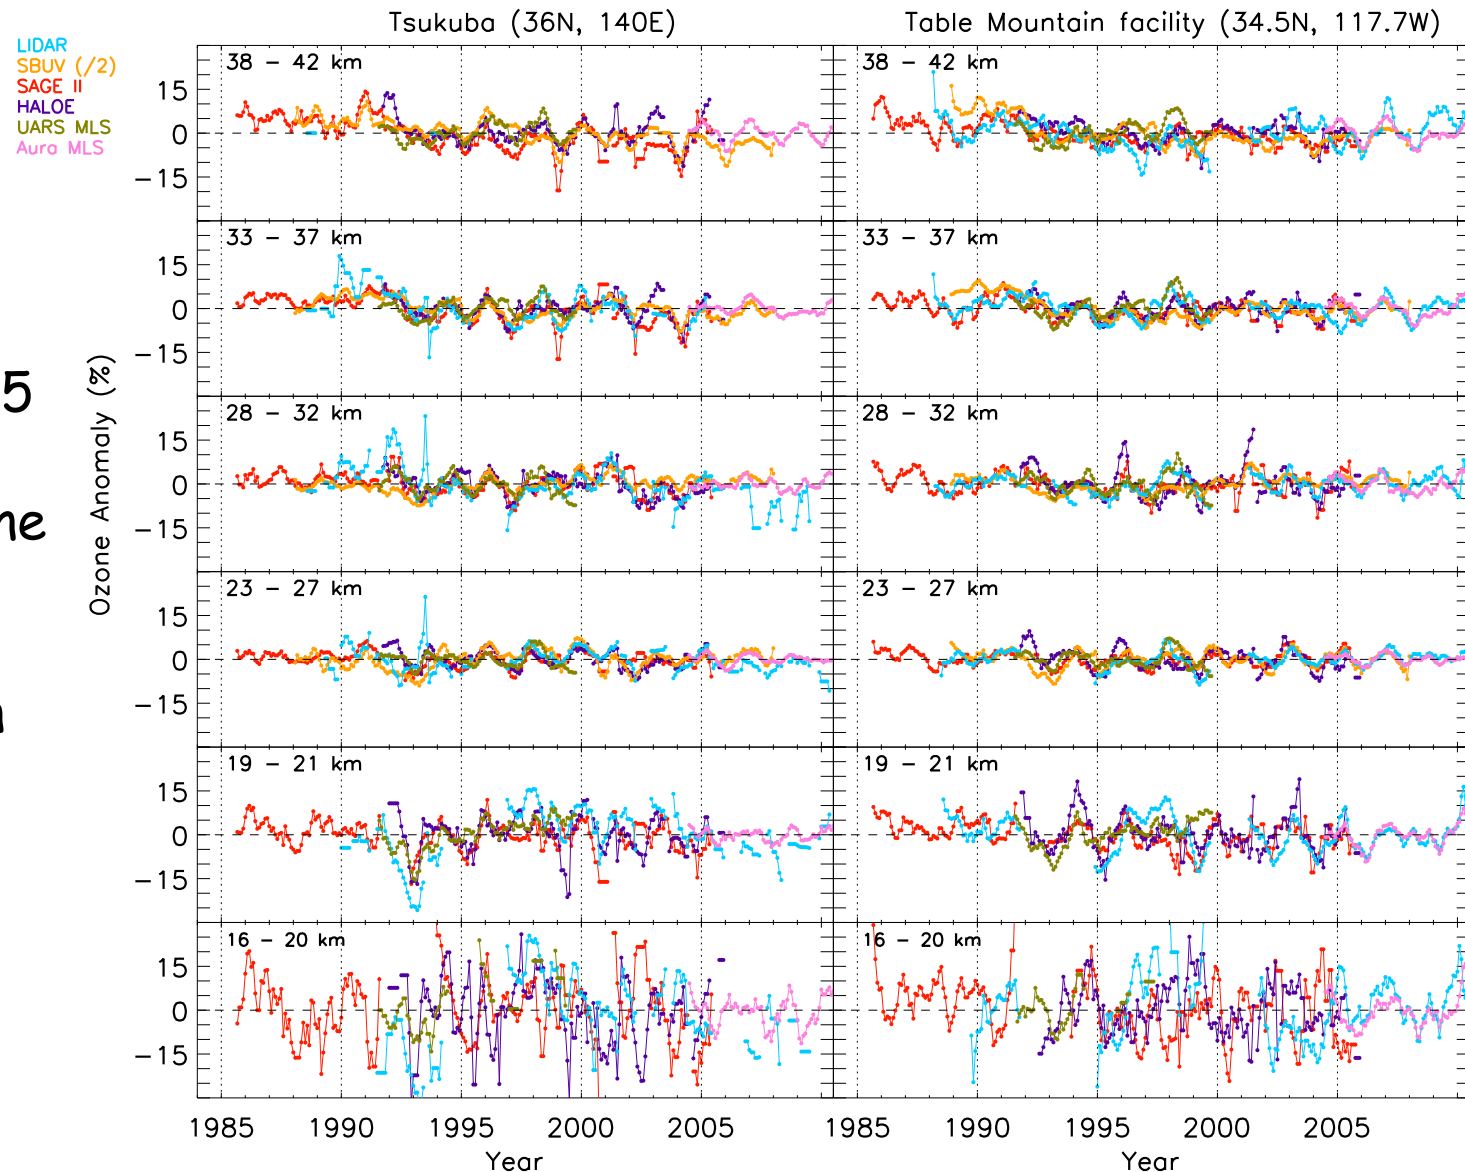 Tsukuba (36N, 140E)
Table Mountain facility (34.5N, 117.7W)
LIDAR
SBUV (/2)
SAGE II
HALOE
UARS MLS
Aura MLS
38 - 42 km
38 - 42 km
15
0
-15
33 - 37 km
33 - 37 km
15
0
-15
28 - 32 km
28 - 32 km
15
0
-15
23 - 27 km
23 - 27 km
15
0
-15
19 - 21 km
19 - 21 km
15
0
-15
16 - 20 km
16 - 20 km
15
0
-15
Ozone Anomaly (%)
5
1985 1990 1995 2000 2005
1985 1990 1995 2000 2005
Year
Year